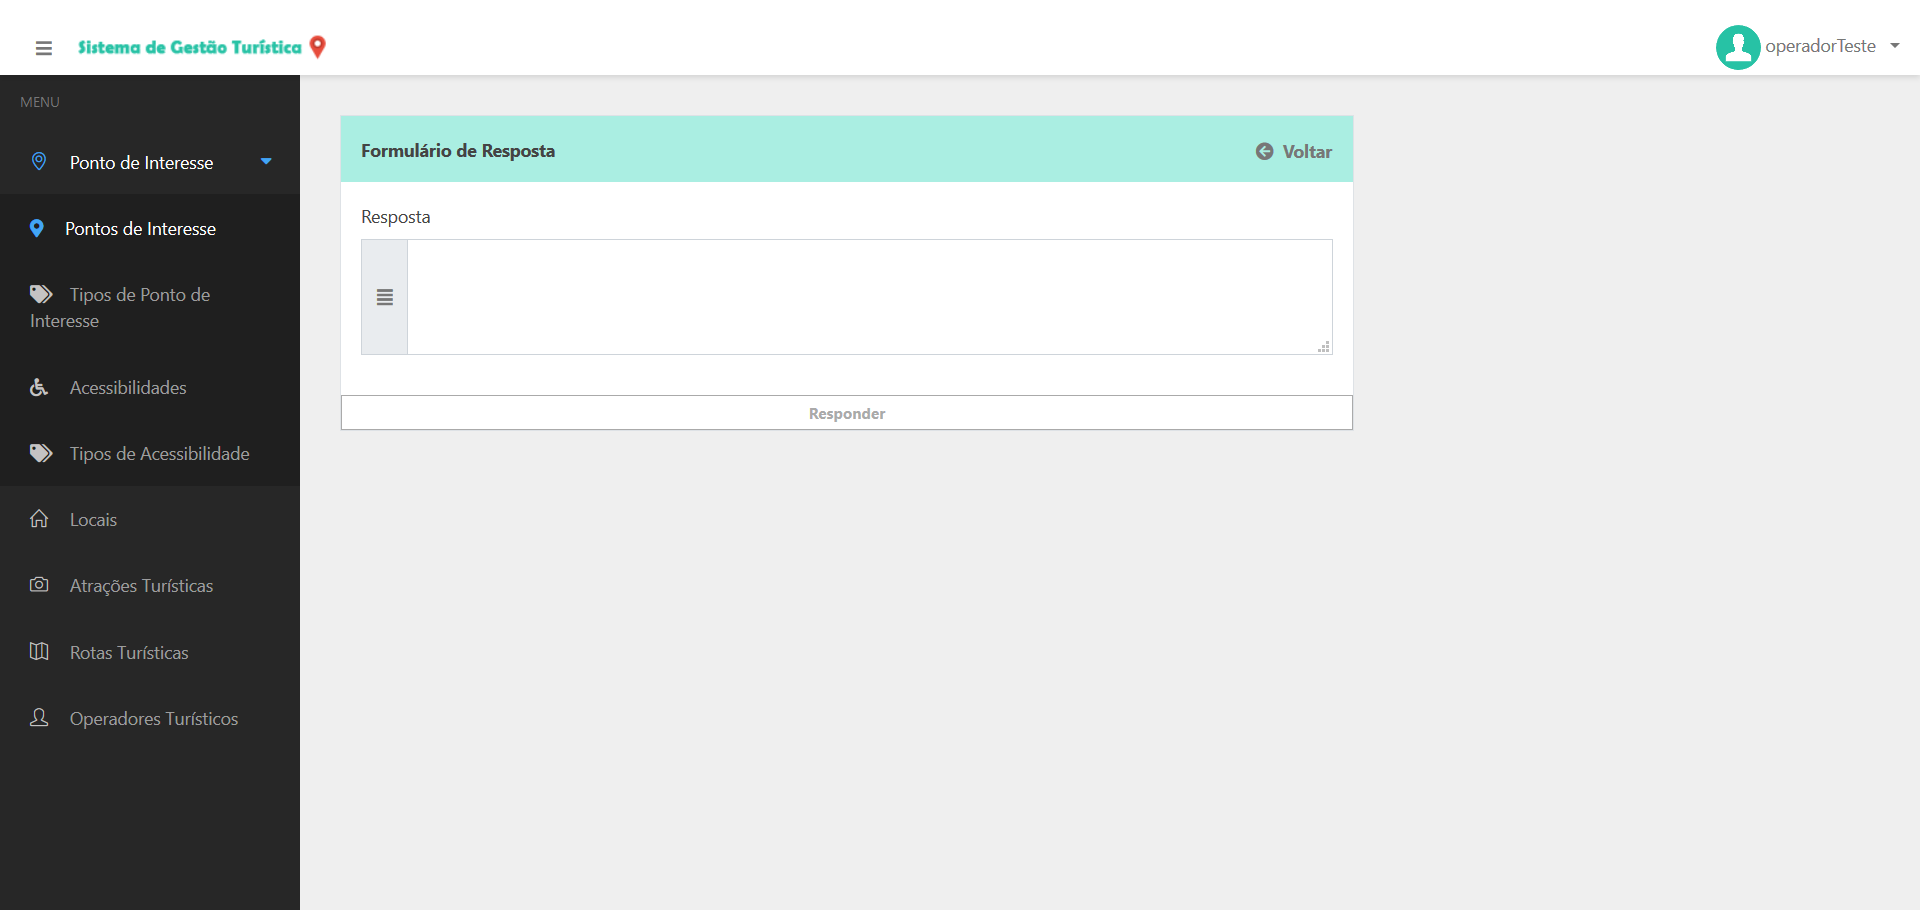 Sistema de Gestão Turística
operadorTeste
MENU
Ponto de Interesse
Pontos de Interesse
Tipos de Ponto de
Interesse
Acessibilidades
Tipos de Acessibilidade
Locais
Atrações Turísticas
Rotas Turísticas
Operadores Turísticos
Formulário de Resposta
Voltar
Resposta
Responder